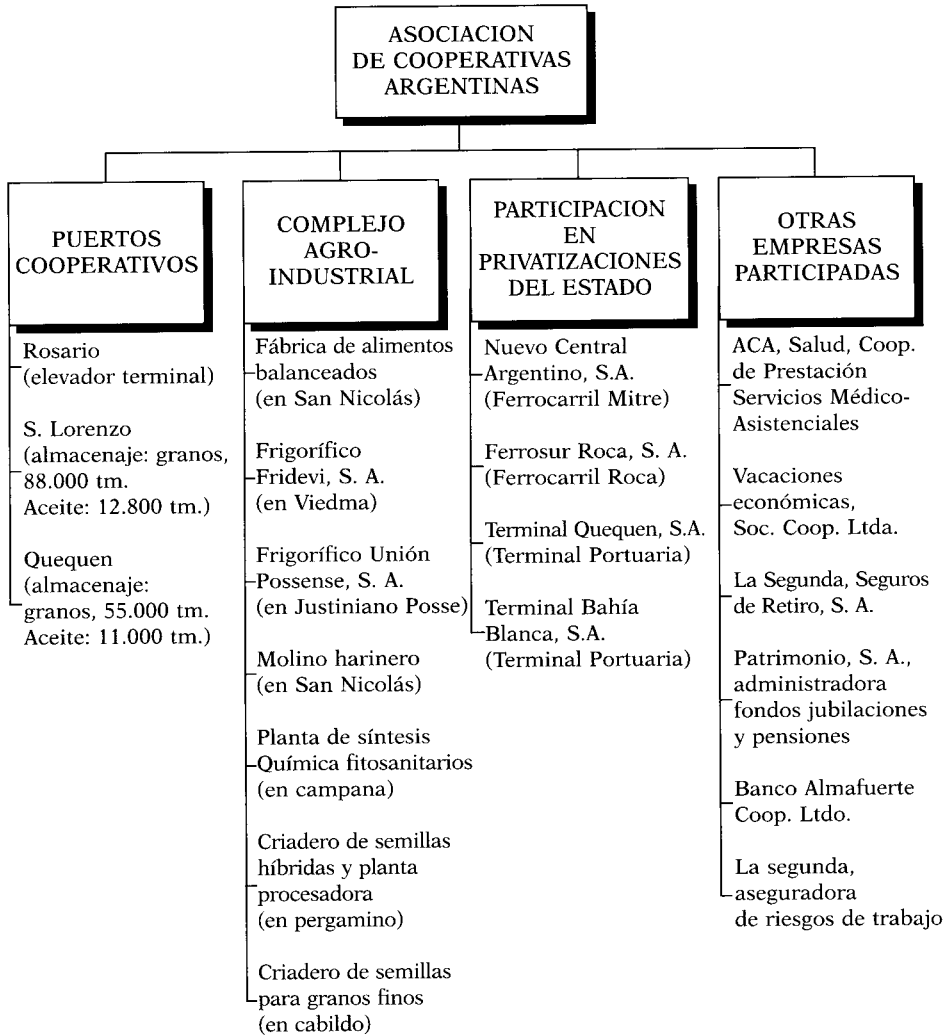 ASOCIACION
DE COOPERATIVAS
ARGENTINAS
PUERTOS
COOPERATIVOS
Rosario
(elevador terminal)
S. Lorenzo
(almacenaje: granos,
88.000 tm.
Aceite: 12.800 tm.)
Quequen
(almacenaje:
granos, 55.000 tm.
Aceite: 11.000 tm.)
COMPLEJO
AGRO-
INDUSTRIAL
Fábrica de alimentos
balanceados
(en San Nicolás)
Frigorífico
Fridevi, S. A.
(en Viedma)
Frigorífico Unión
Possense, S. A.
(en Justiniano Posse)
Molino harinero
(en San Nicolás)
Planta de síntesis
Química fitosanitarios
(en campana)
Criadero de semillas
híbridas y planta
procesadora
(en pergamino)
Criadero de semillas
para granos finos
(en cabildo)
PARTICIPACION
EN
PRIVATIZACIONES
DEL ESTADO
Nuevo Central
Argentino, S.A.
(Ferrocarril Mitre)
Ferrosur Roca, S. A.
(Ferrocarril Roca)
Terminal Quequen, S.A.
(Terminal Portuaria)
Terminal Bahía
Blanca, S.A.
(Terminal Portuaria)
OTRAS
EMPRESAS
PARTICIPADAS
ACA, Salud, Coop.
de Prestación
Servicios Médico-
Asistenciales
Vacaciones
económicas,
Soc. Coop. Ltda.
La Segunda, Seguros
de Retiro, S. A.
Patrimonio, S. A.,
administradora
fondos jubilaciones
y pensiones
Banco Almafuerte
Coop. Ltdo.
La segunda,
aseguradora
de riesgos de trabajo